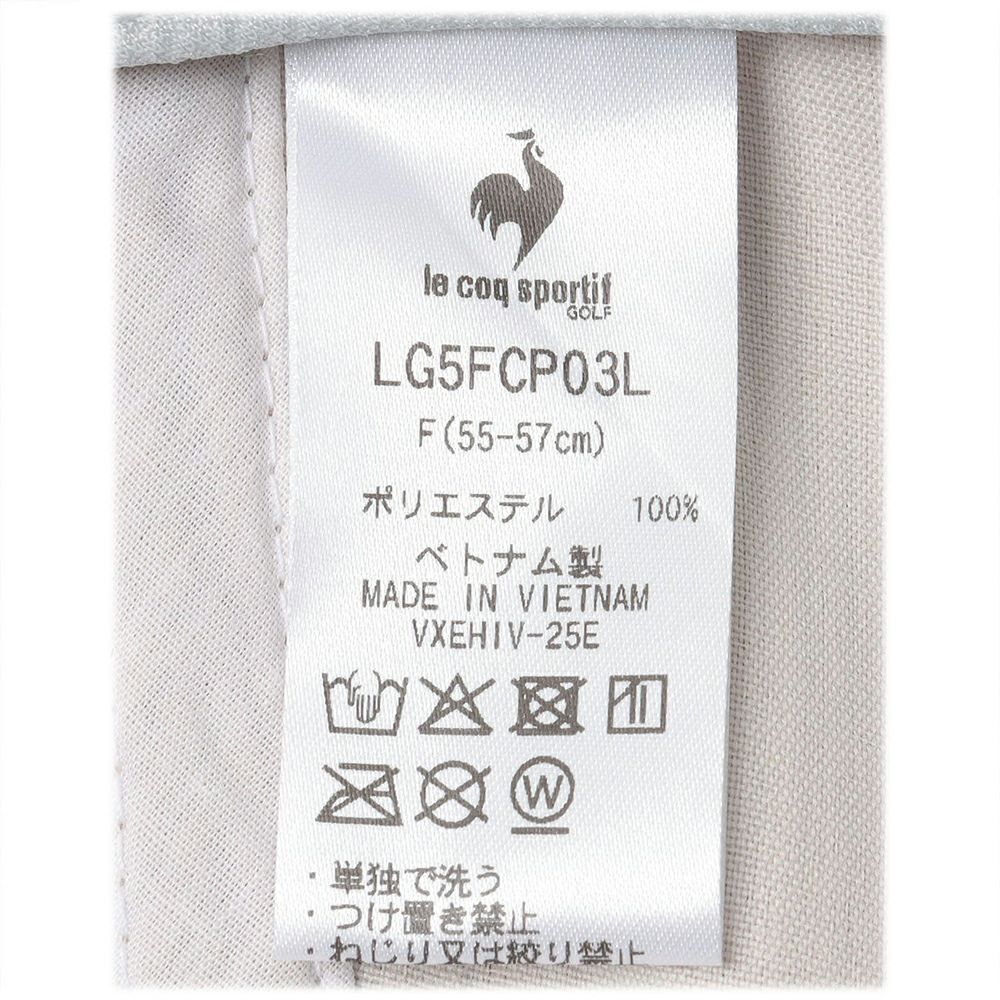 le coq sportif
GOLF
LG5FCP03L
F(55-57cm)
ポリエステル 100%
ベトナム製
MADE IN VIETNAM
VXEHIV-25E
W
・単独で洗う
・つけ置き禁止
・ねじり又は絞り禁止